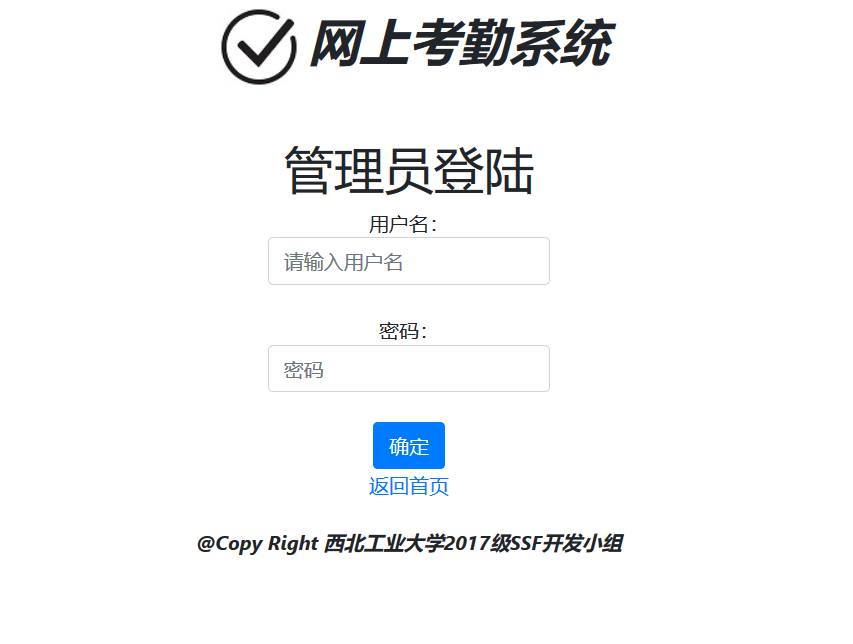 网上考勤系统
管理员登陆
用户名：
请输入用户名
密码：
密码
确定
返回首页
@Copy Right 西北工业大学2017级SSF开发小组